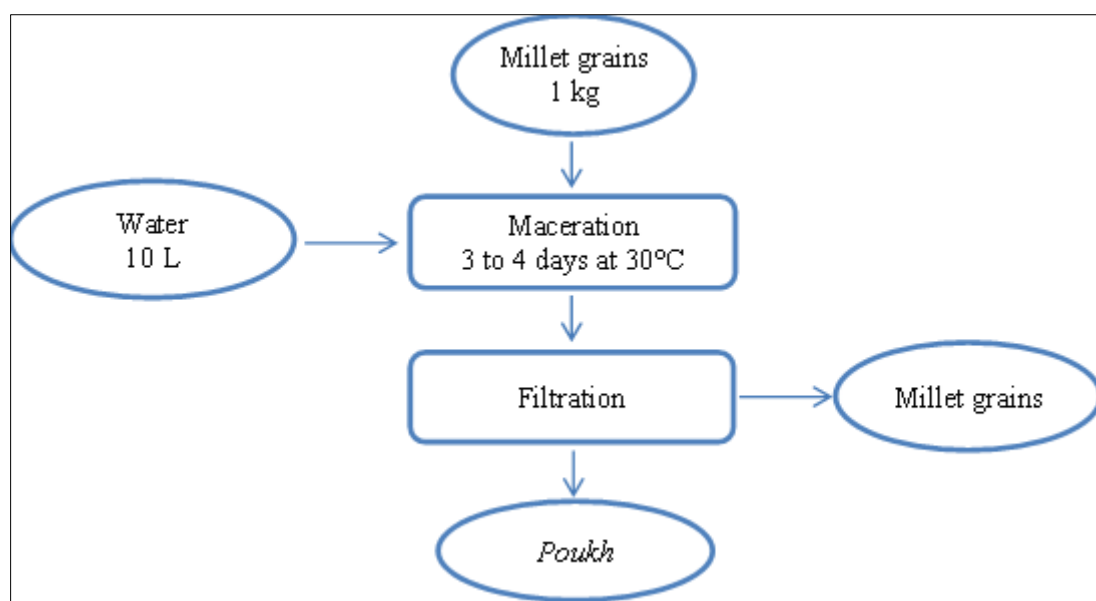 Millet grains
1 kg
Water
10 L
Maceration
3 to 4 days at 30°C
Filtration
Millet grains
Poukh